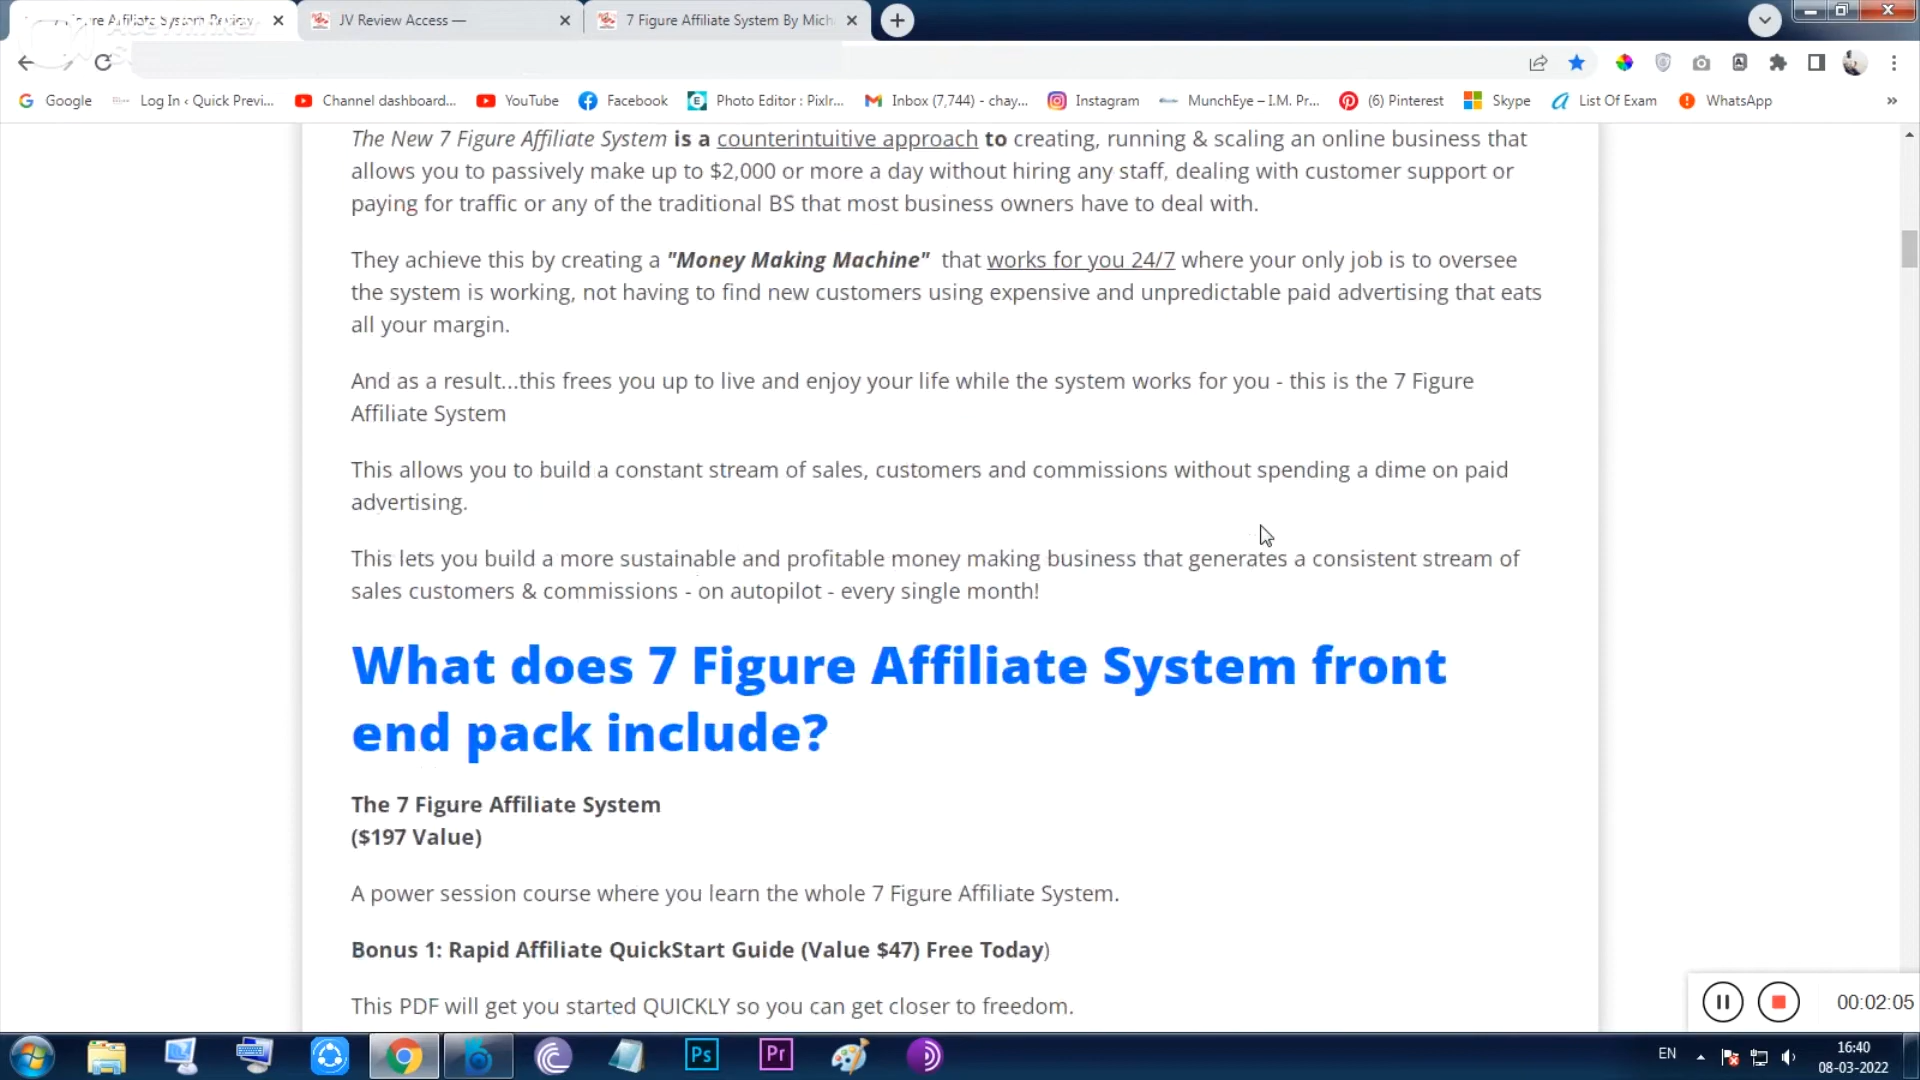 7 Figure Affiliate System Review
JV Review Access —
7 Figure Affiliate System By Mich
Google
Log In ‹ Quick Previ...
Channel dashboard...
YouTube
Facebook
Photo Editor : Pixlr...
Inbox (7,744) - chay...
Instagram
MunchEye – I.M. Pr...
(6) Pinterest
Skype
List Of Exam
WhatsApp
»
The New 7 Figure Affiliate System is a counterintuitive approach to creating, running & scaling an online business that
allows you to passively make up to $2,000 or more a day without hiring any staff, dealing with customer support or
paying for traffic or any of the traditional BS that most business owners have to deal with.
They achieve this by creating a "Money Making Machine" that works for you 24/7 where your only job is to oversee
the system is working, not having to find new customers using expensive and unpredictable paid advertising that eats
all your margin.
And as a result...this frees you up to live and enjoy your life while the system works for you - this is the 7 Figure
Affiliate System
This allows you to build a constant stream of sales, customers and commissions without spending a dime on paid
advertising.
This lets you build a more sustainable and profitable money making business that generates a consistent stream of
sales customers & commissions - on autopilot - every single month!
What does 7 Figure Affiliate System front
end pack include?
The 7 Figure Affiliate System
($197 Value)
A power session course where you learn the whole 7 Figure Affiliate System.
Bonus 1: Rapid Affiliate QuickStart Guide (Value $47) Free Today)
This PDF will get you started QUICKLY so you can get closer to freedom.
00:02:05
Ps
Pr
EN
16:40
08-03-2022